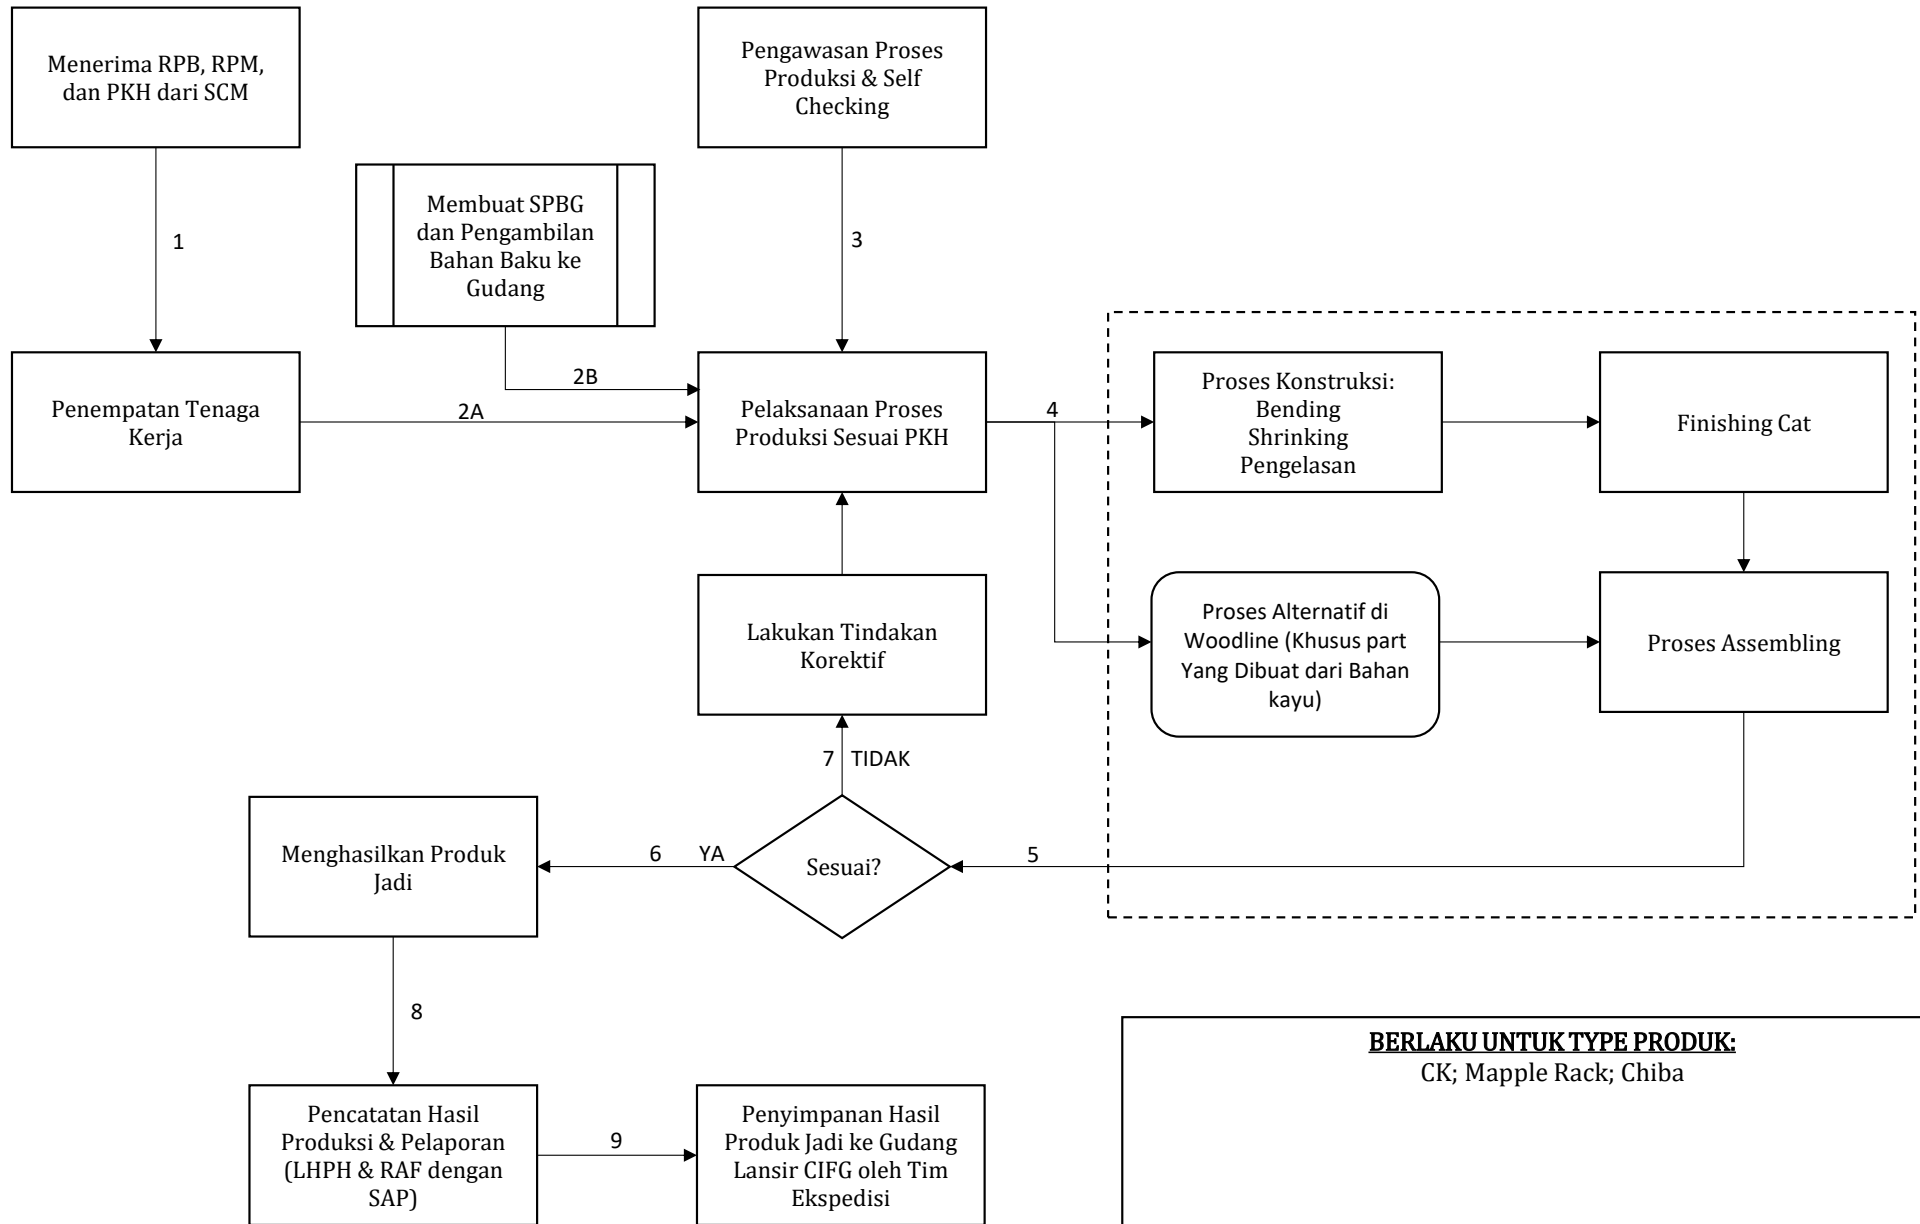 Menerima RPB, RPM,
dan PKH dari SCM
Pengawasan Proses
Produksi & Self
Checking
1
Membuat SPBG
dan Pengambilan
Bahan Baku ke
Gudang
3
2B
Penempatan Tenaga
Kerja
2A
Pelaksanaan Proses
Produksi Sesuai PKH
4
Proses Konstruksi:
Bending
Shrinking
Pengelasan
Finishing Cat
Lakukan Tindakan
Korektif
Proses Alternatif di
Woodline (Khusus part
Yang Dibuat dari Bahan
kayu)
Proses Assembling
7 TIDAK
Menghasilkan Produk
Jadi
6 YA
Sesuai?
5
8
Pencatatan Hasil
Produksi & Pelaporan
(LHPH & RAF dengan
SAP)
9
Penyimpanan Hasil
Produk Jadi ke Gudang
Lansir CIFG oleh Tim
Ekspedisi
BERLAKU UNTUK TYPE PRODUK:
CK; Mapple Rack; Chiba